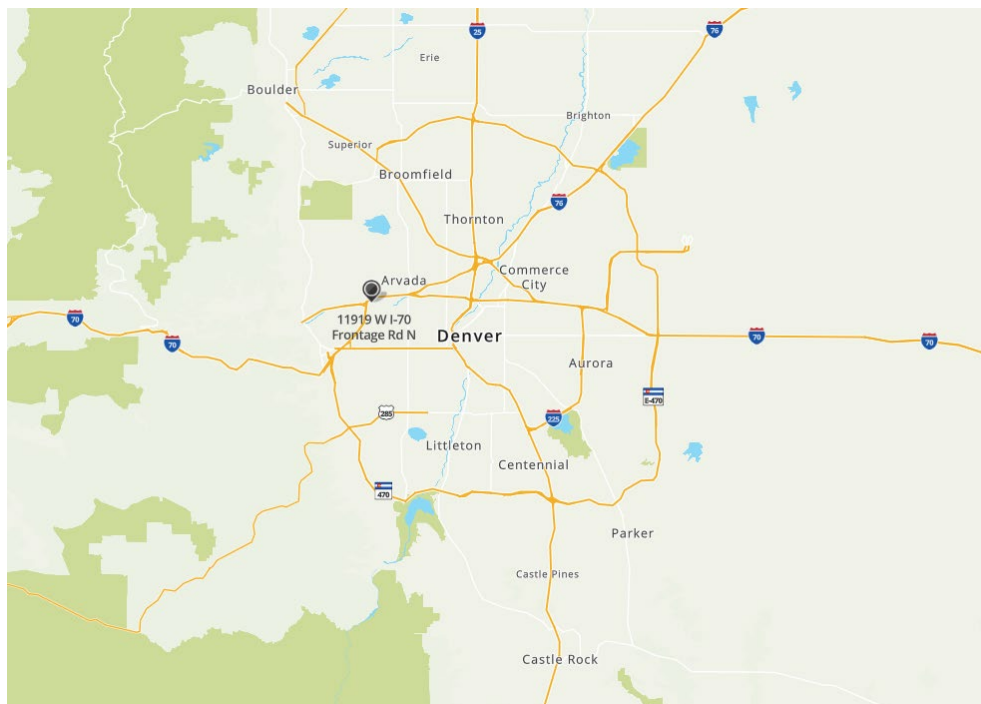 25
76
Erie
Boulder
Brighton
Superior
Broomfield
76
Thornton
Commerce
City
Arvada
11919 W I-70
Frontage Rd N
70
70
Denver
70
70
Aurora
E-470
285
225
Littleton
Centennial
470
Parker
Castle Pines
Castle Rock